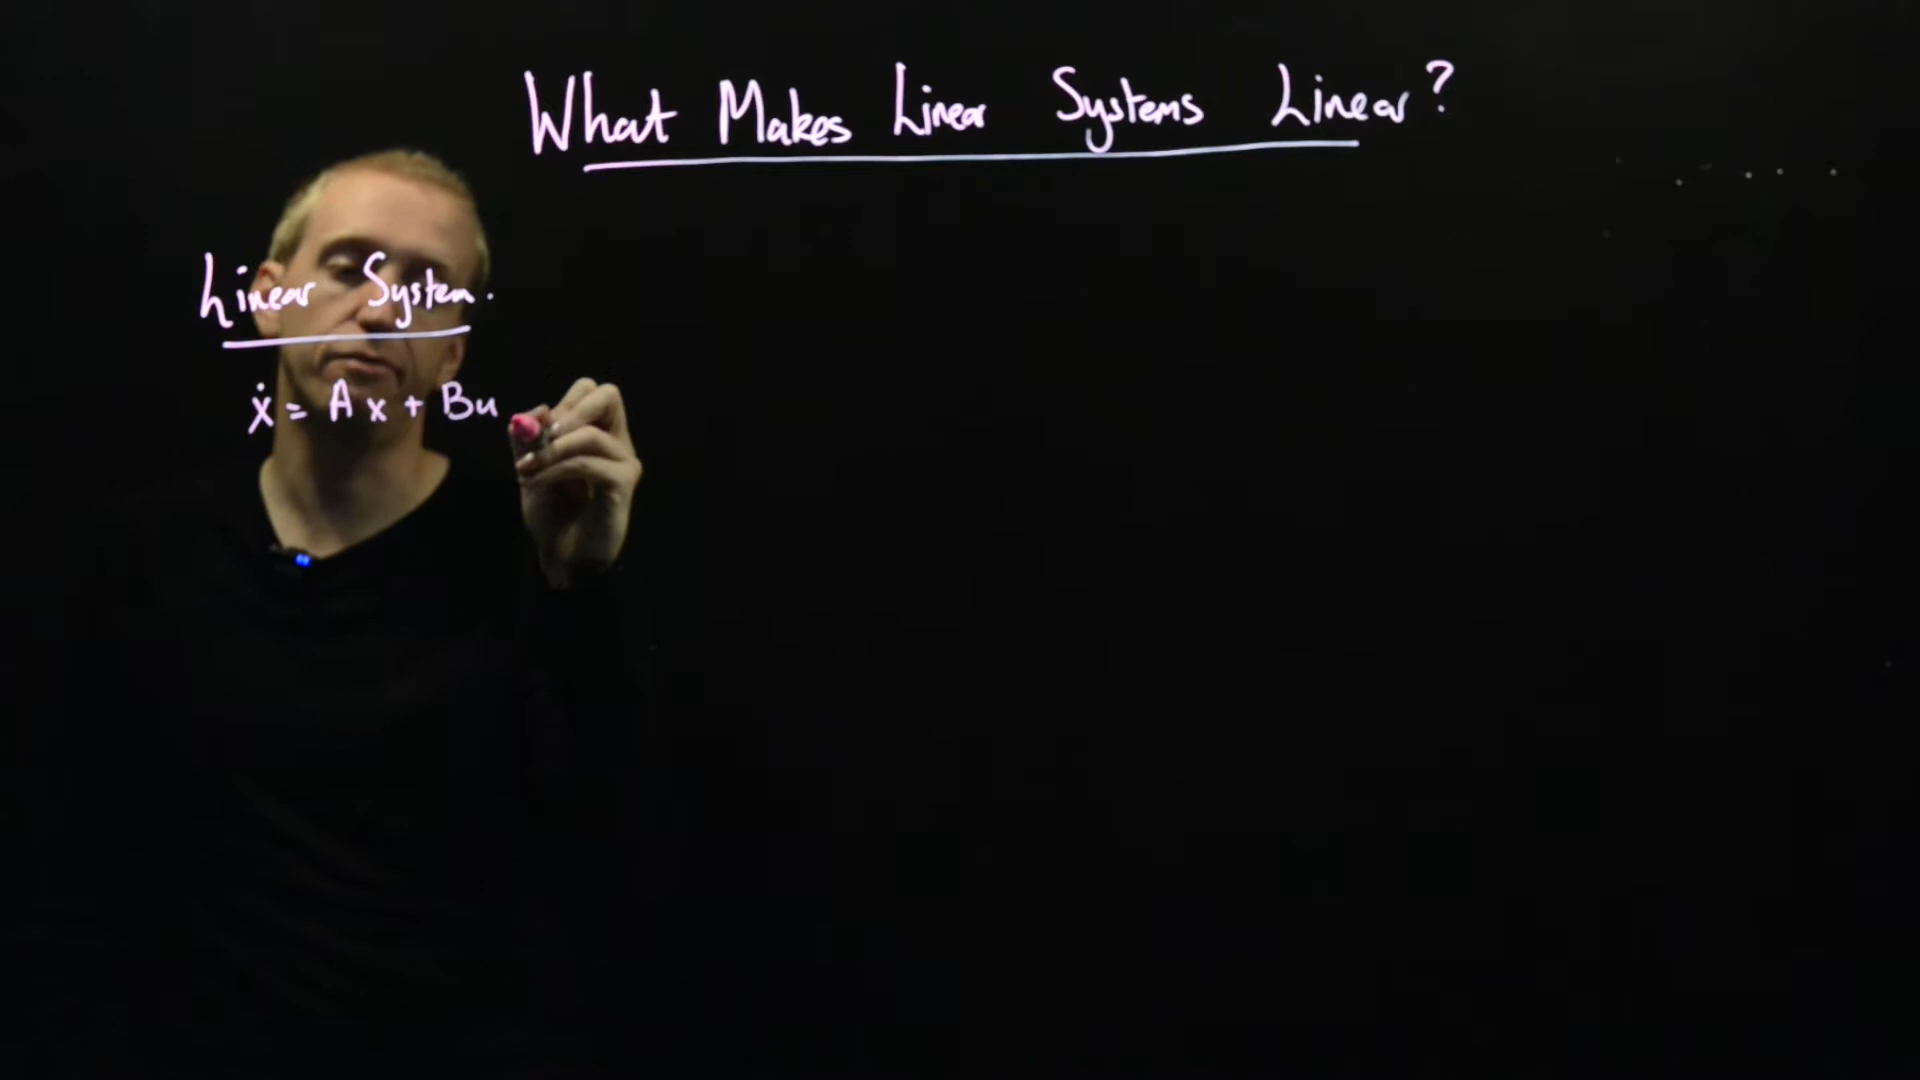 What Makes Linear Systems Linear?
Linear System.
ẋ = Ax + Bu